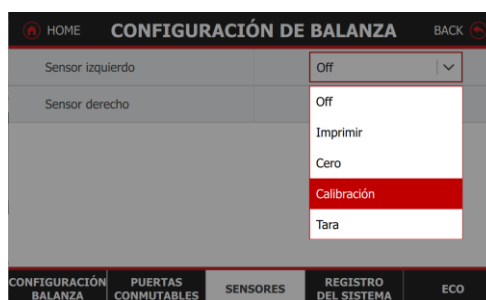 HOME CONFIGURACIÓN DE BALANZA BACK
Sensor izquierdo Off
Sensor derecho
Off
Imprimir
Cero
Calibración
Tara
CONFIGURACIÓN PUERTAS SENSORES REGISTRO ECO
BALANZA CONMUTABLES DEL SISTEMA